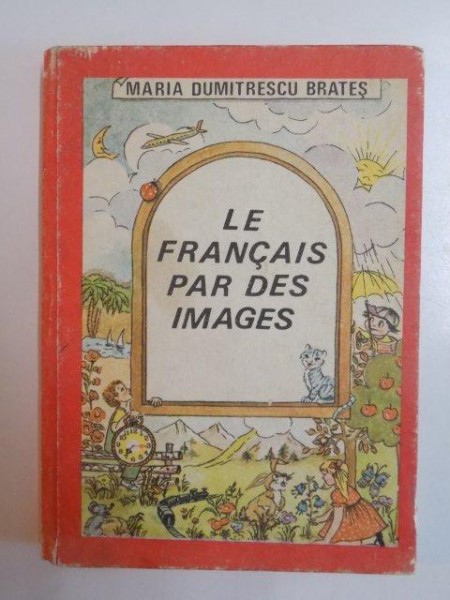 MARIA DUMITRESCU BRATEȘ
LE
FRANÇAIS
PAR DES
IMAGES